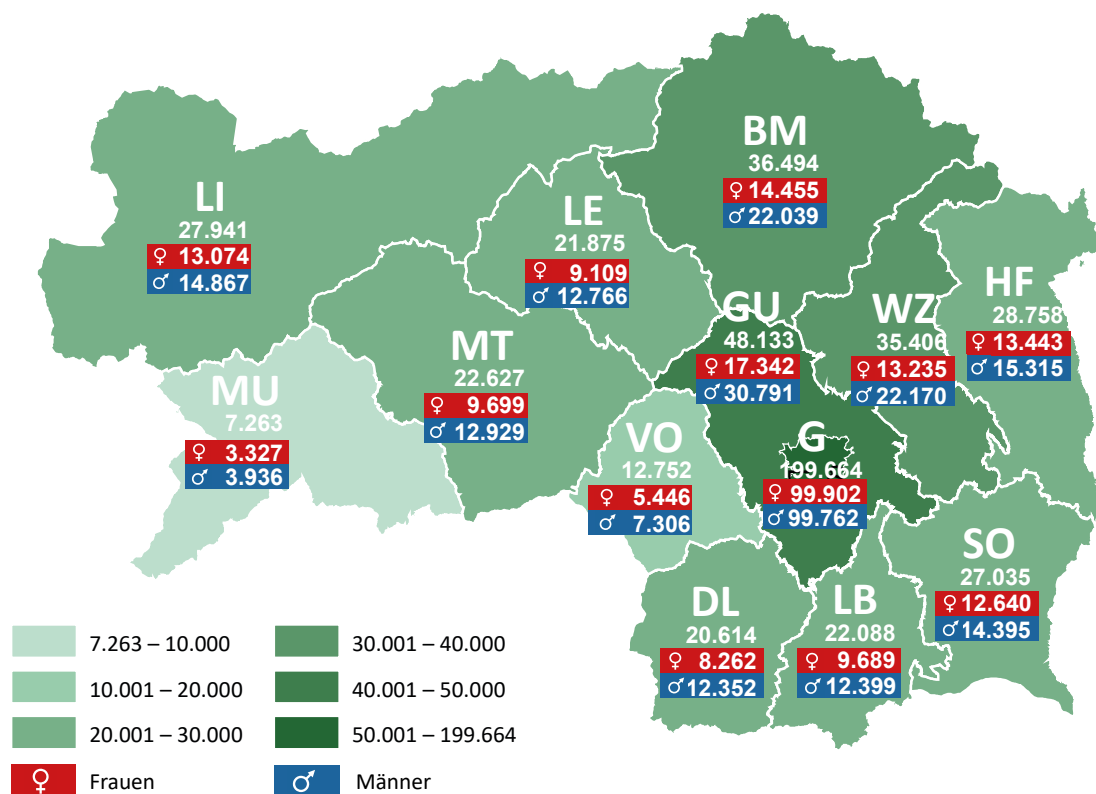 BM
36.494
♀ 14.455
♂ 22.039
LI
27.941
♀ 13.074
♂ 14.867
LE
21.875
♀ 9.109
♂ 12.766
HF
28.758
♀ 13.443
♂ 15.315
GU
48.133
♀ 17.342
♂ 30.791
WZ
35.406
♀ 13.235
♂ 22.170
MT
22.627
♀ 9.699
♂ 12.929
MU
7.263
♀ 3.327
♂ 3.936
VO
12.752
♀ 5.446
♂ 7.306
G
199.664
♀ 99.902
♂ 99.762
SO
27.035
♀ 12.640
♂ 14.395
DL
20.614
♀ 8.262
♂ 12.352
LB
22.088
♀ 9.689
♂ 12.399
7.263 – 10.000
10.001 – 20.000
20.001 – 30.000
♀ Frauen
30.001 – 40.000
40.001 – 50.000
50.001 – 199.664
♂ Männer